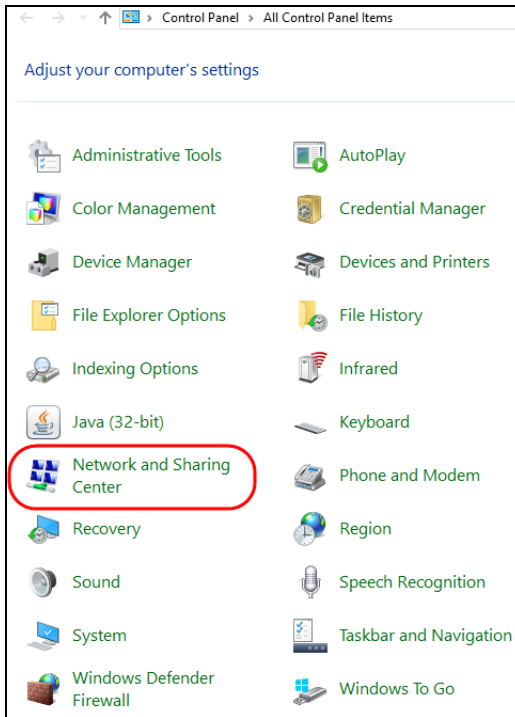 Control Panel > All Control Panel Items
Adjust your computer's settings
Administrative Tools
AutoPlay
Color Management
Credential Manager
Device Manager
Devices and Printers
File Explorer Options
File History
Indexing Options
Infrared
Java (32-bit)
Keyboard
Network and Sharing
Center
Phone and Modem
Recovery
Region
Sound
Speech Recognition
System
Taskbar and Navigation
Windows Defender
Firewall
Windows To Go